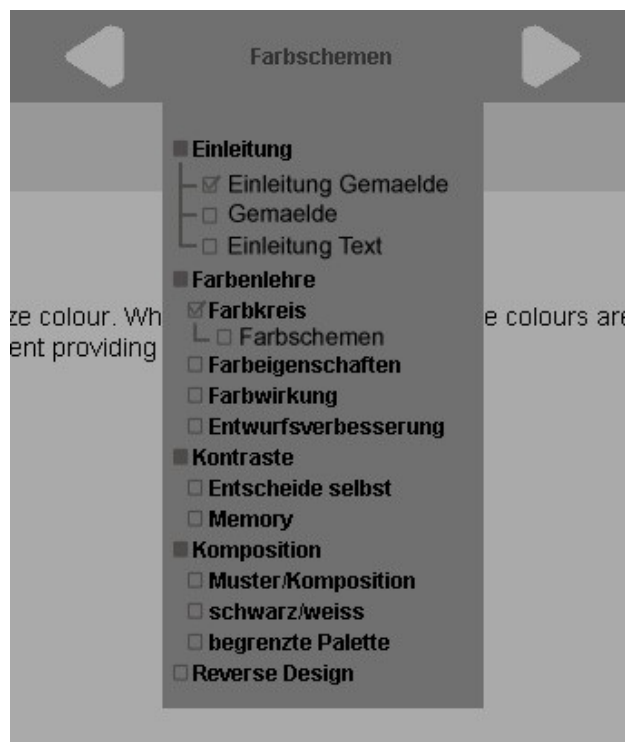 Farbschemen
Einleitung
Einleitung Gemaelde
Gemaelde
Einleitung Text
Farbenlehre
ze colour. Wh
Farbkreis
e colours are
Farbschemen
ent providing
Farbeigenschaften
Farbwirkung
Entwurfsverbesserung
Kontraste
Entscheide selbst
Memory
Komposition
Muster/Komposition
schwarz/weiss
begrenzte Palette
Reverse Design